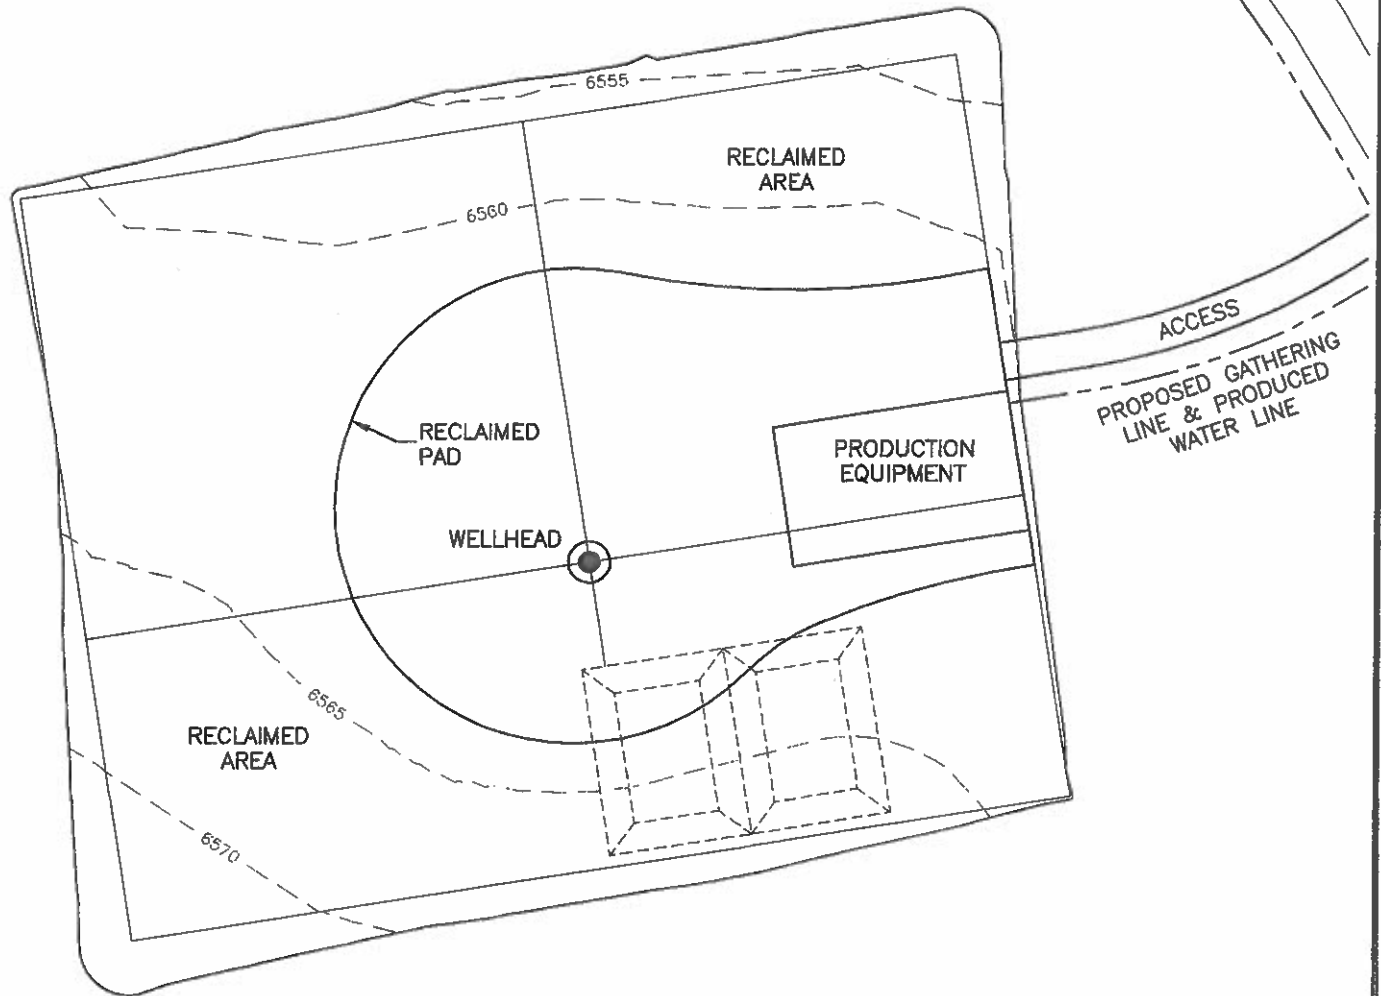 6555
RECLAIMED
AREA
6560
ACCESS
PROPOSED GATHERING
LINE & PRODUCED
WATER LINE
RECLAIMED
PAD
PRODUCTION
EQUIPMENT
WELLHEAD
6565
RECLAIMED
AREA
6570